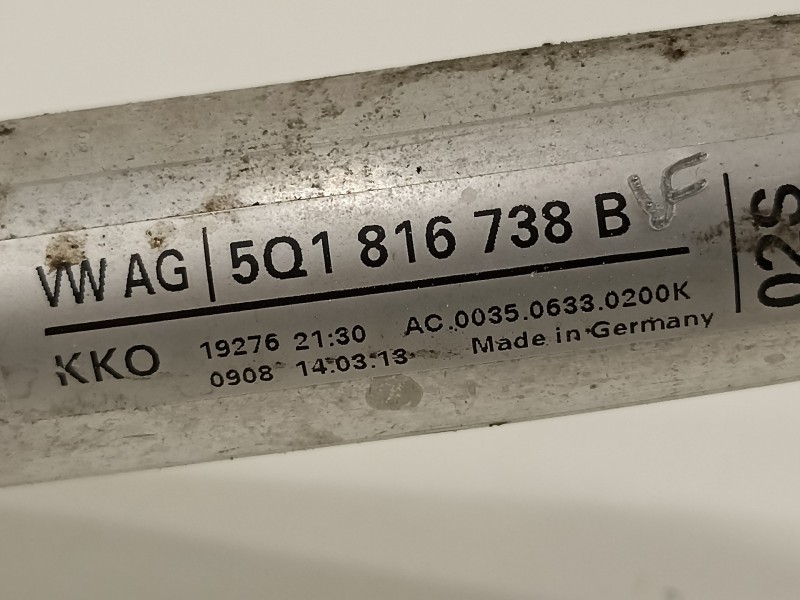 VW AG 5Q1 816 738 B
KKO 19276 21:30 AC.0035.0633.0200K
0908 14.03.13 Made in Germany
02S